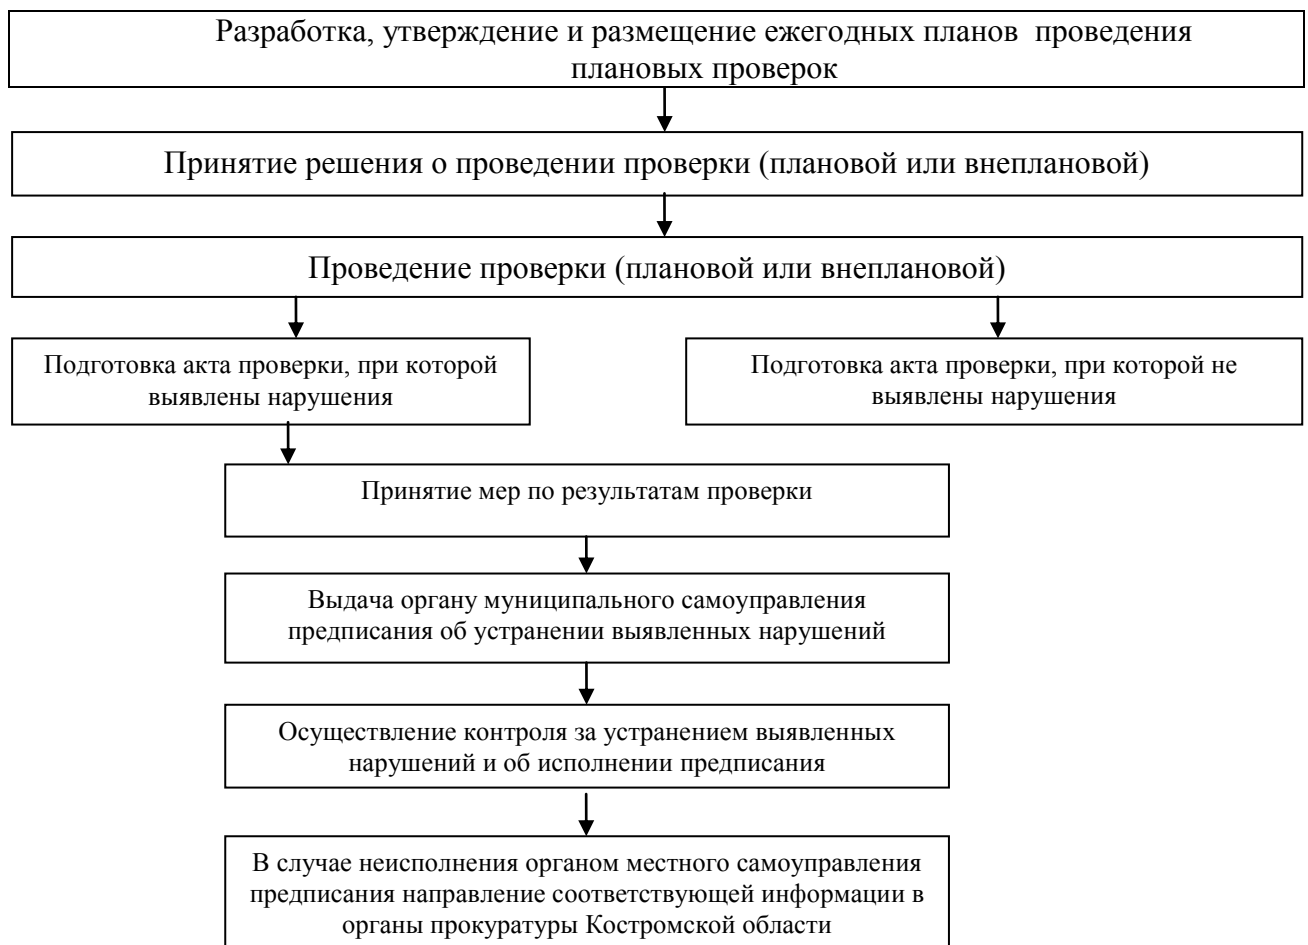 Разработка, утверждение и размещение ежегодных планов  проведения
плановых проверок
Принятие решения о проведении проверки (плановой или внеплановой)
Проведение проверки (плановой или внеплановой)
Подготовка акта проверки, при которой
выявлены нарушения
Подготовка акта проверки, при которой не
выявлены нарушения
Принятие мер по результатам проверки
Выдача органу муниципального самоуправления
предписания об устранении выявленных нарушений
Осуществление контроля за устранением выявленных
нарушений и об исполнении предписания
В случае неисполнения органом местного самоуправления
предписания направление соответствующей информации в
органы прокуратуры Костромской области